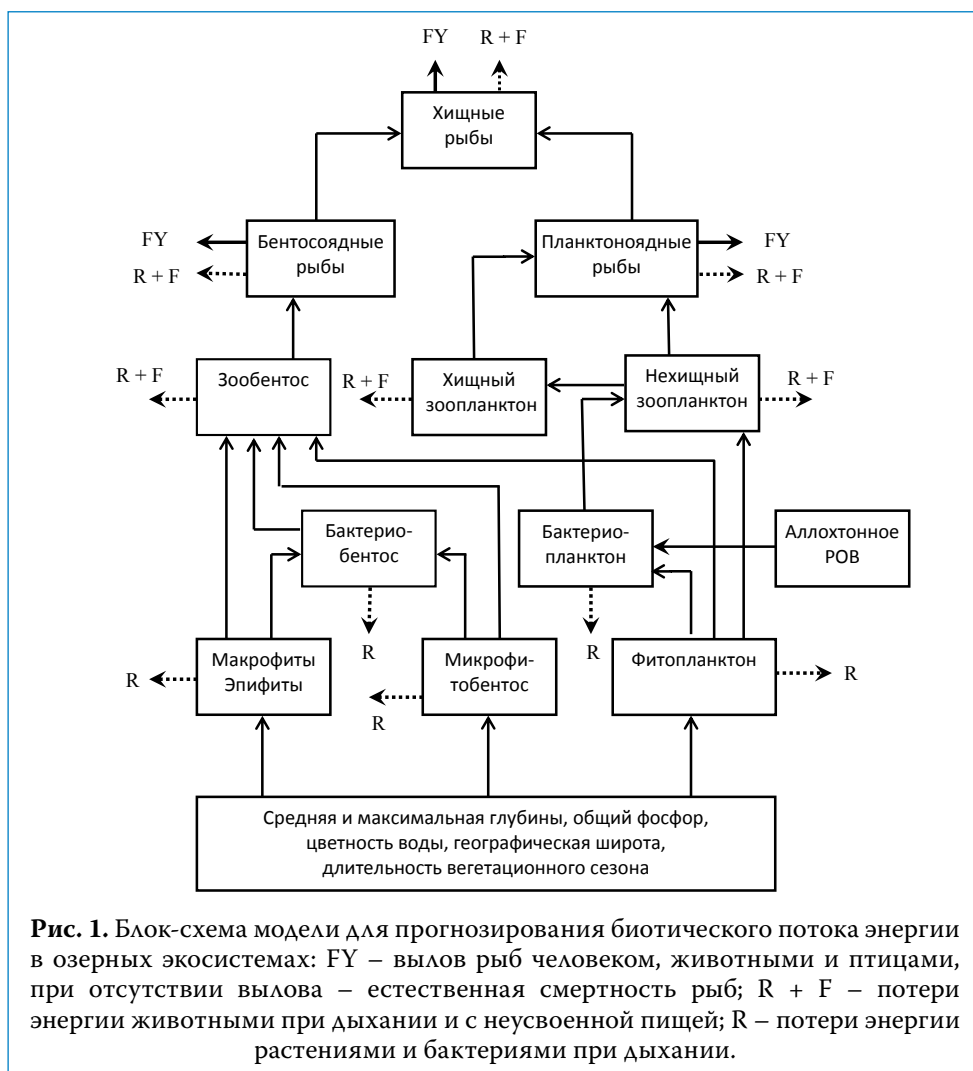 FY
R + F
Хищные
рыбы
Бентосоядные
рыбы
Планктоноядные
рыбы
FY
R + F
FY
R + F
Зообентос
Хищный
зоопланктон
Нехищный
зоопланктон
R + F
R + F
R + F
Бактерио-
бентос
Бактерио-
планктон
Аллохтонное
РОВ
R
R
Макрофиты
Эпифиты
Микрофи-
тобентос
Фитопланктон
R
R
R
Средняя и максимальная глубины, общий фосфор,
цветность воды, географическая широта,
длительность вегетационного сезона
Рис. 1. Блок-схема модели для прогнозирования биотического потока энергии
в озерных экосистемах: FY – вылов рыб человеком, животными и птицами,
при отсутствии вылова – естественная смертность рыб; R + F – потери
энергии животными при дыхании и с неусвоенной пищей; R – потери энергии
растениями и бактериями при дыхании.